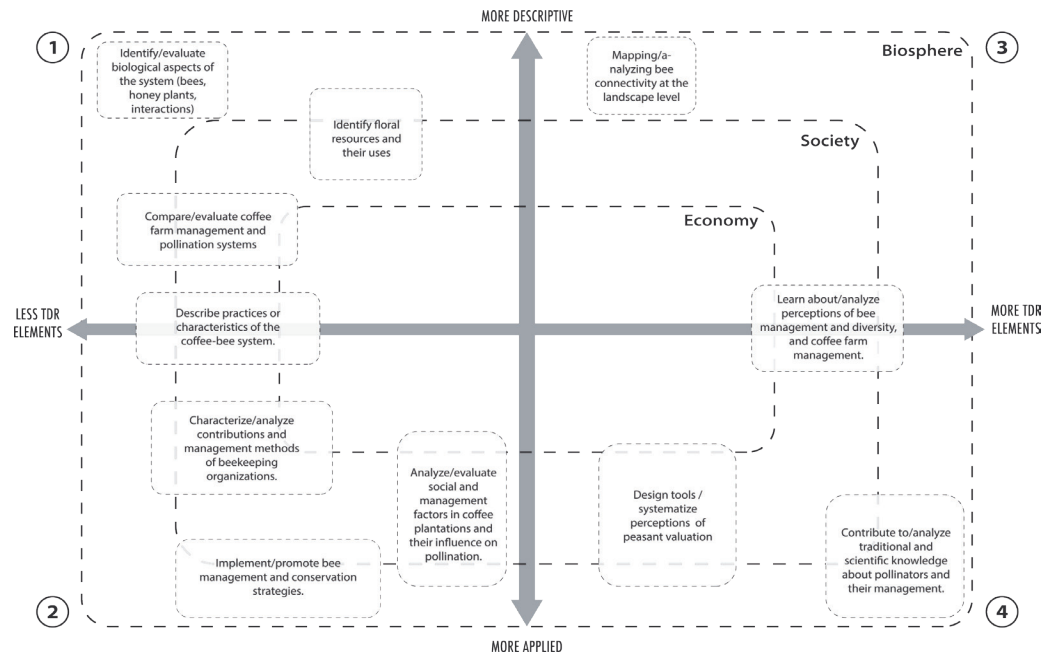 MORE DESCRIPTIVE
1
3
Biosphere
Identify/evaluate
biological aspects of
the system (bees,
honey plants,
interactions)
Mapping/a-
nalyzing bee
connectivity at the
landscape level
Identify floral
resources and
their uses
Society
Compare/evaluate coffee
farm management and
pollination systems
Economy
LESS TDR
ELEMENTS
Describe practices or
characteristics of the
coffee-bee system.
Learn about/analyze
perceptions of bee
management and diversity,
and coffee farm
management.
MORE TDR
ELEMENTS
Characterize/analyze
contributions and
management methods
of beekeeping
organizations.
Analyze/evaluate
social and
management
factors in coffee
plantations and
their influence on
pollination.
Design tools /
systematize
perceptions of
peasant valuation
Contribute to/analyze
traditional and
scientific knowledge
about pollinators and
their management.
Implement/promote bee
management and conservation
strategies.
2
4
MORE APPLIED